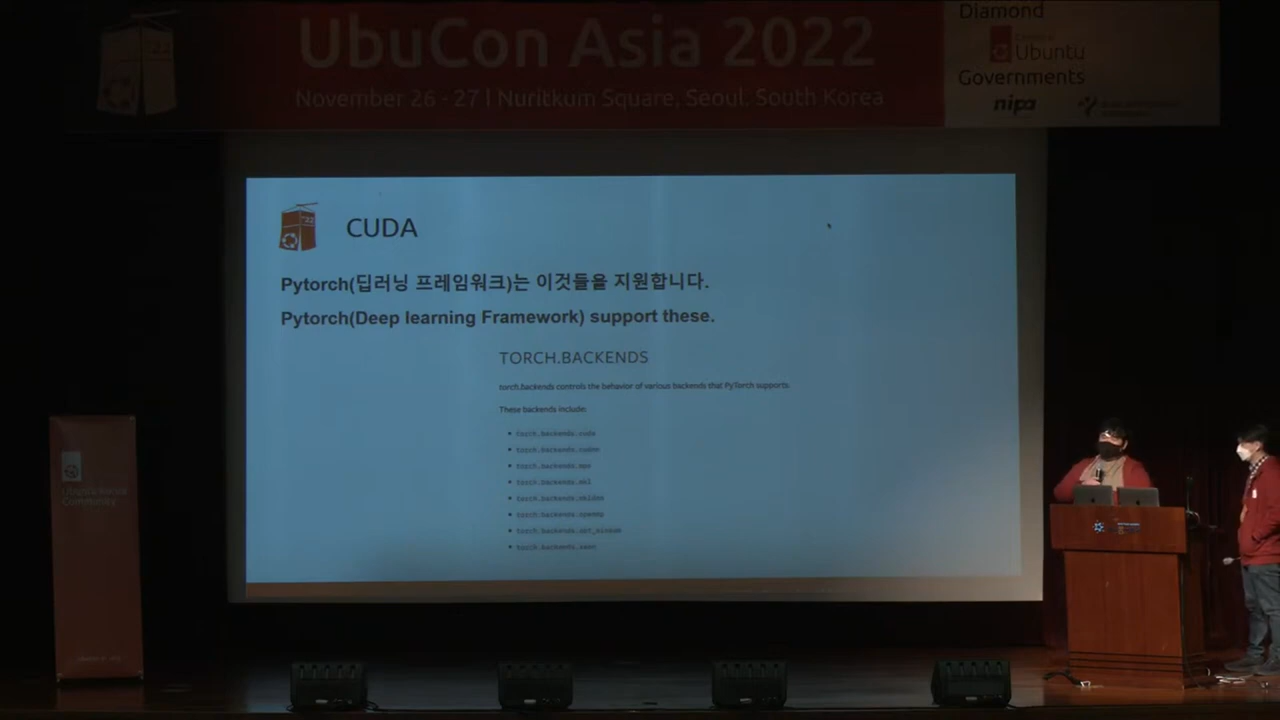 UbuCon Asia 2022
November 26 - 27 | Nuritkum Square, Seoul, South Korea
Diamond
Ubuntu
Governments
nipa
CUDA
Pytorch(딥러닝 프레임워크)는 이것들을 지원합니다.
Pytorch(Deep learning Framework) support these.
TORCH.BACKENDS
torch.backends controls the behavior of various backends that PyTorch supports.
These backends include:
torch.backends.cuda
torch.backends.cudnn
torch.backends.mps
torch.backends.mkl
torch.backends.mkldnn
torch.backends.openmp
torch.backends.opt_einsum
torch.backends.xeon
Community